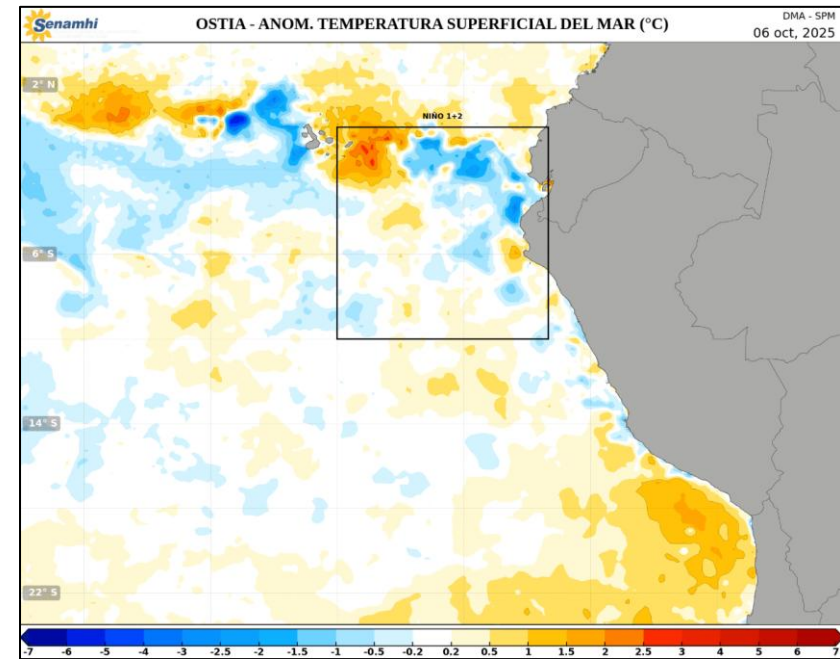 Senamhi
OSTIA - ANOM. TEMPERATURA SUPERFICIAL DEL MAR (°C)
DMA - SPM
06 oct, 2025
2° N
NIÑO 1+2
6° S
14° S
22° S
-7 -6 -5 -4 -3 -2.5 -2 -1.5 -1 -0.5 -0.2 0.2 0.5 1 1.5 2 2.5 3 4 5 6 7